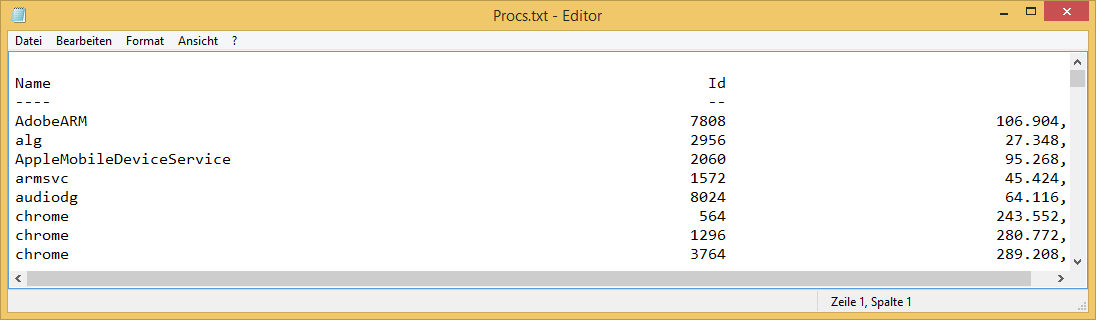 Procs.txt - Editor
Datei Bearbeiten Format Ansicht ?
Name Id
---- --
AdobeARM 7808 106.904,
alg 2956 27.348,
AppleMobileDeviceService 2060 95.268,
armsvc 1572 45.424,
audiodg 8024 64.116,
chrome 564 243.552,
chrome 1296 280.772,
chrome 3764 289.208,
Zeile 1, Spalte 1